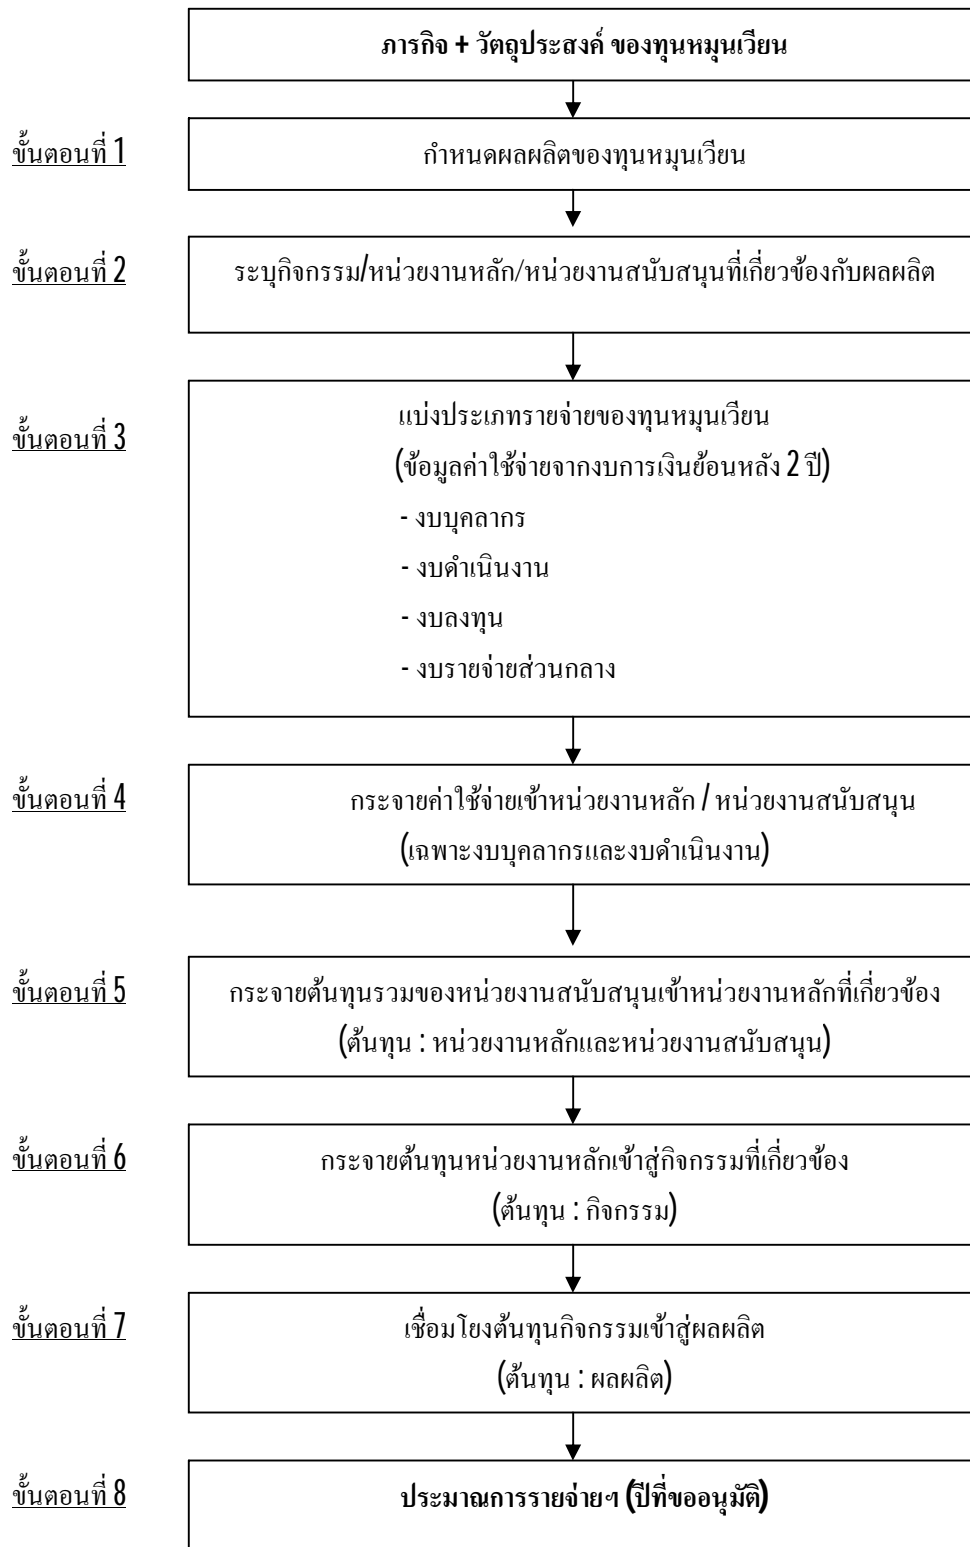 ภารกิจ + วัตถุประสงค์ ของทุนหมุนเวียน
ขั้นตอนที่ 1
กำหนดผลผลิตของทุนหมุนเวียน
ขั้นตอนที่ 2
ระบุกิจกรรม/หน่วยงานหลัก/หน่วยงานสนับสนุนที่เกี่ยวข้องกับผลผลิต
ขั้นตอนที่ 3
แบ่งประเภทรายจ่ายของทุนหมุนเวียน
(ข้อมูลค่าใช้จ่ายจากงบการเงินย้อนหลัง 2 ปี)
- งบบุคลากร
- งบดำเนินงาน
- งบลงทุน
- งบรายจ่ายส่วนกลาง
ขั้นตอนที่ 4
กระจายค่าใช้จ่ายเข้าหน่วยงานหลัก / หน่วยงานสนับสนุน
(เฉพาะงบบุคลากรและงบดำเนินงาน)
ขั้นตอนที่ 5
กระจายต้นทุนรวมของหน่วยงานสนับสนุนเข้าหน่วยงานหลักที่เกี่ยวข้อง
(ต้นทุน : หน่วยงานหลักและหน่วยงานสนับสนุน)
ขั้นตอนที่ 6
กระจายต้นทุนหน่วยงานหลักเข้าสู่กิจกรรมที่เกี่ยวข้อง
(ต้นทุน : กิจกรรม)
ขั้นตอนที่ 7
เชื่อมโยงต้นทุนกิจกรรมเข้าสู่ผลผลิต
(ต้นทุน : ผลผลิต)
ขั้นตอนที่ 8
ประมาณการรายจ่ายฯ (ปีที่ขออนุมัติ)